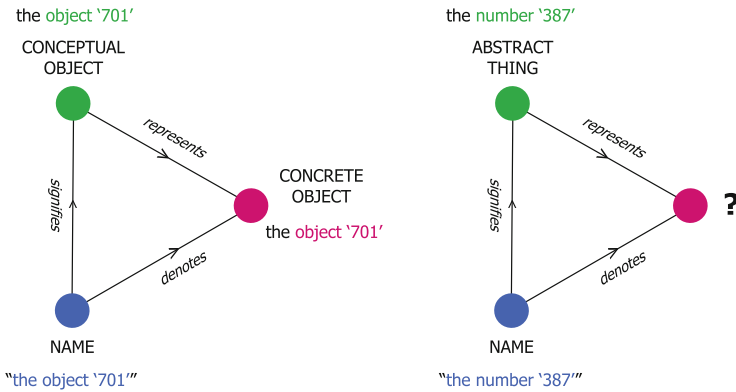 the object ‘701’
CONCEPTUAL
OBJECT
represents
signifies
CONCRETE
OBJECT
the object ‘701’
denotes
NAME
“the object ‘701’”
the number ‘387’
ABSTRACT
THING
represents
signifies
?
denotes
NAME
“the number ‘387’”